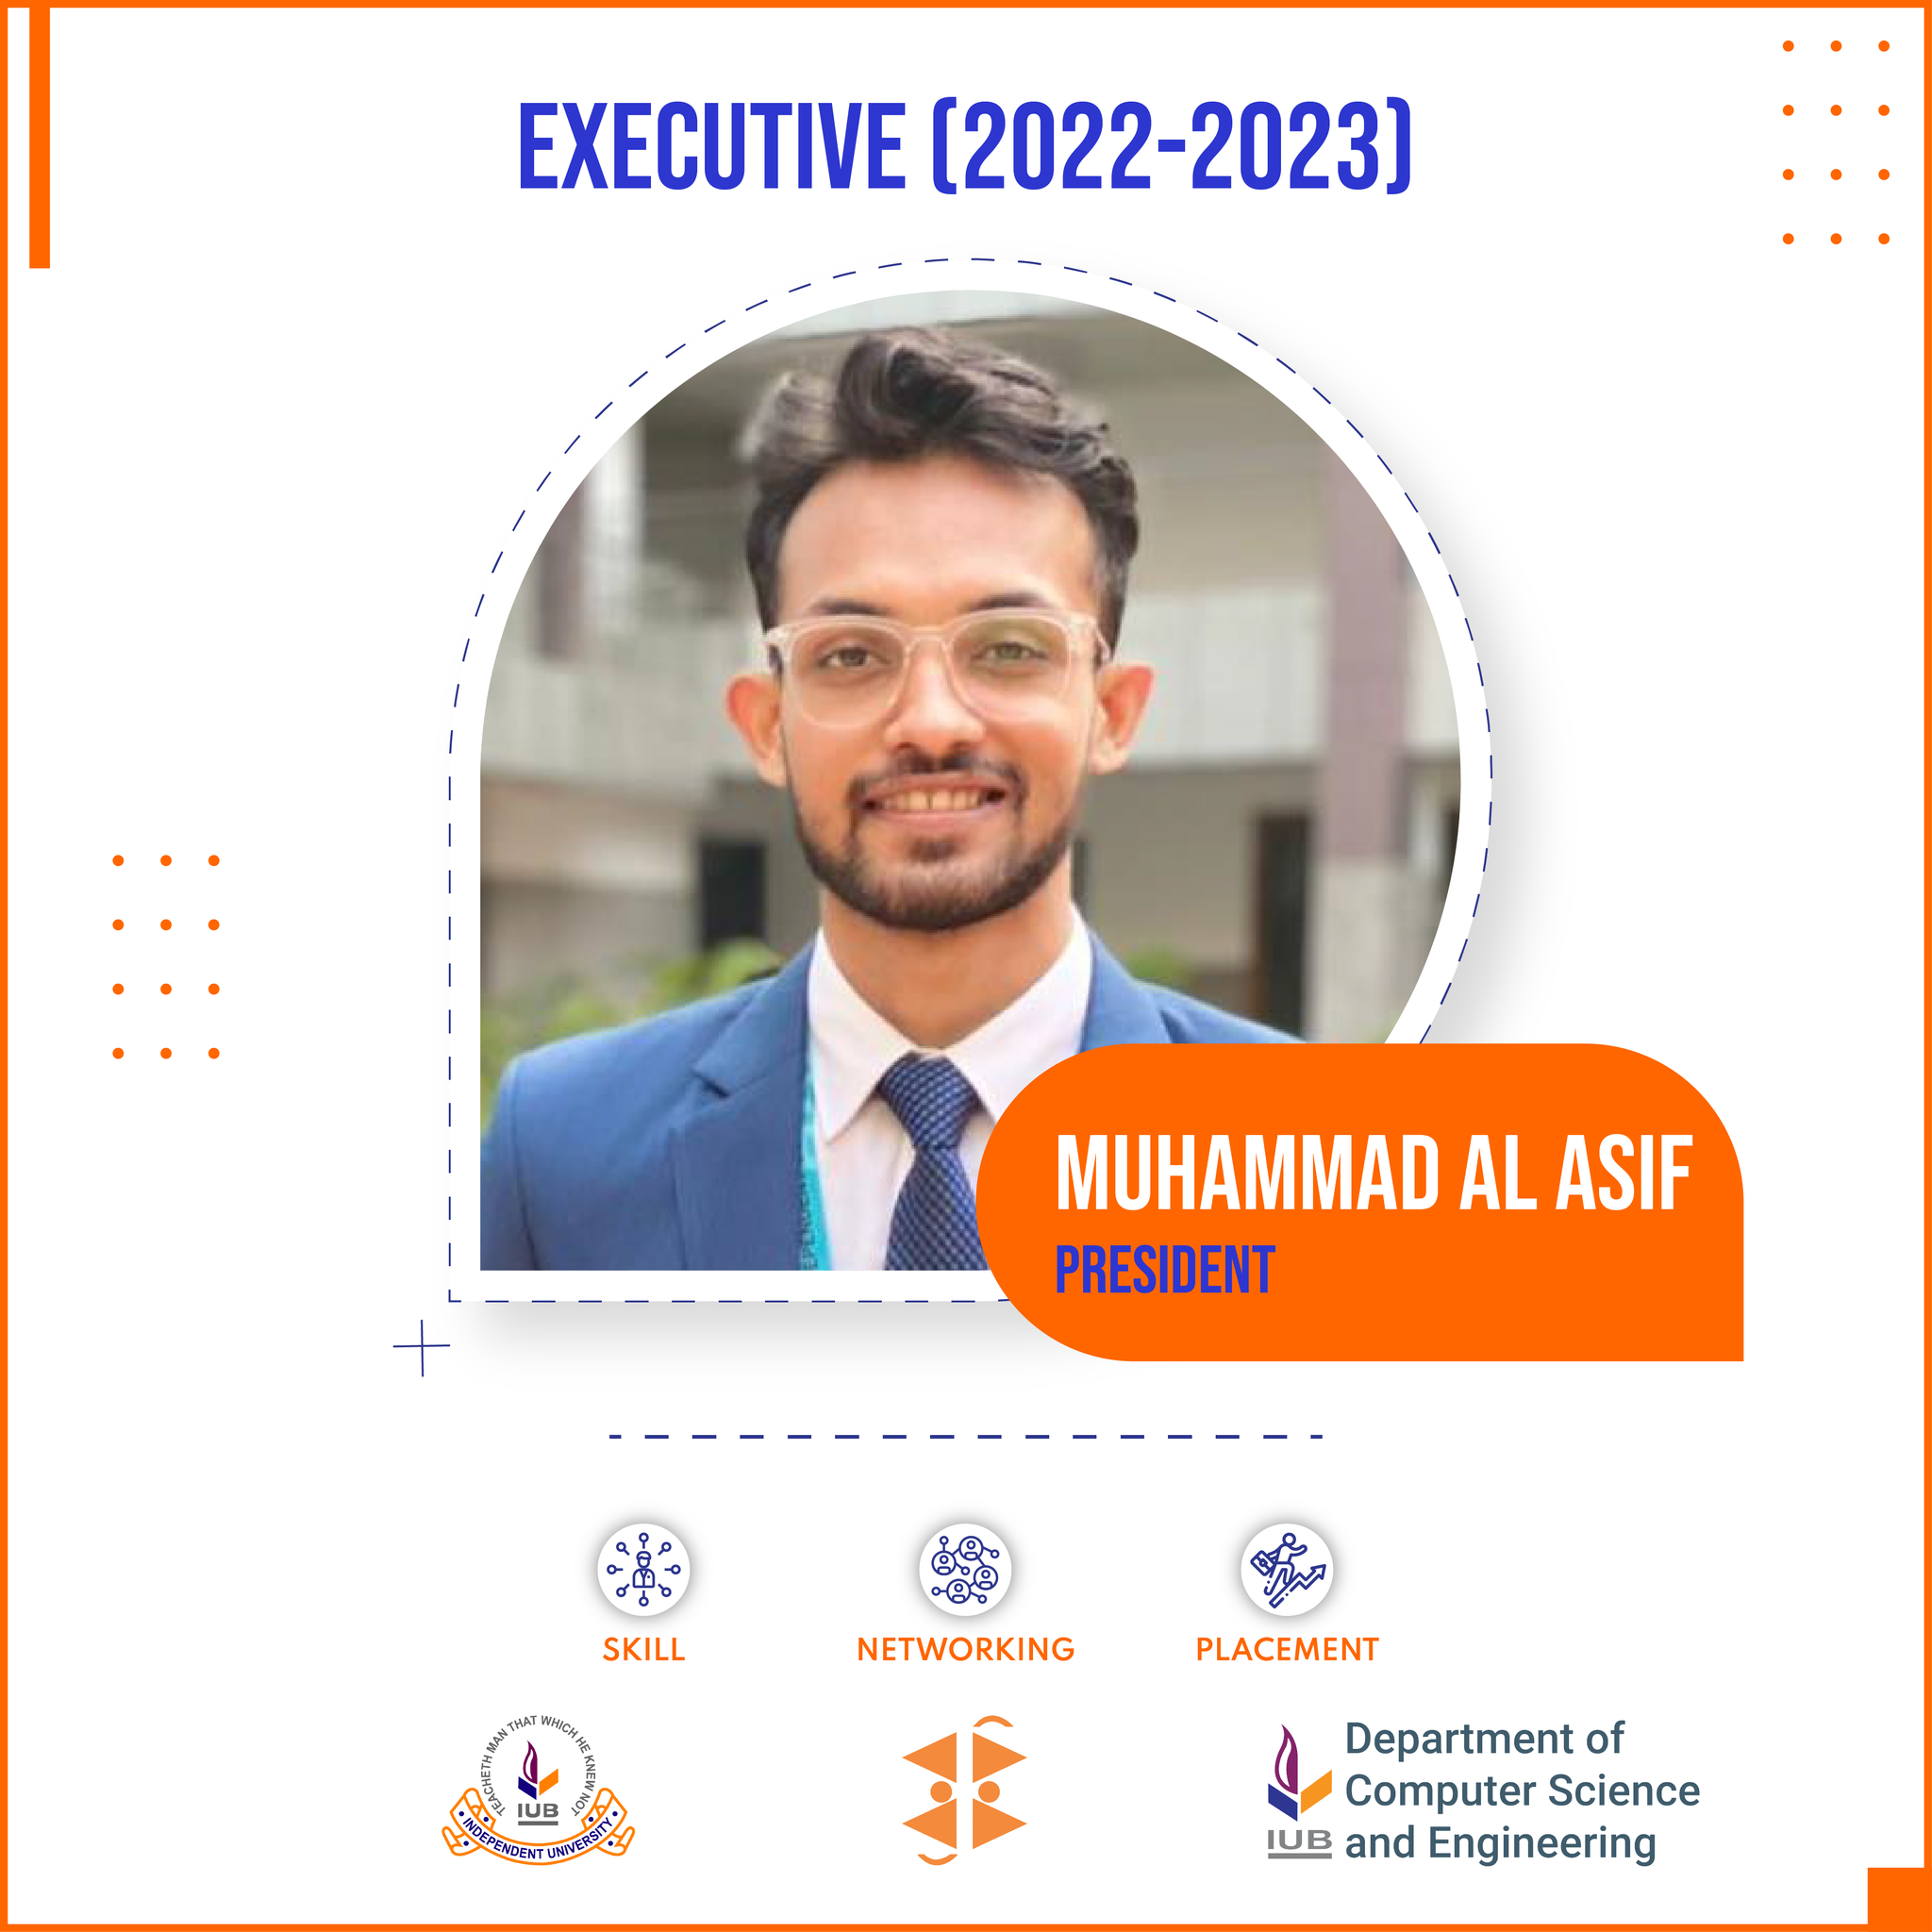 EXECUTIVE (2022-2023)
MUHAMMAD AL ASIF
PRESIDENT
SKILL
NETWORKING
PLACEMENT
TEACHETH MAN THAT WHICH HE KNEW NOT
IUB
INDEPENDENT UNIVERSITY
Department of
Computer Science
and Engineering
IUB